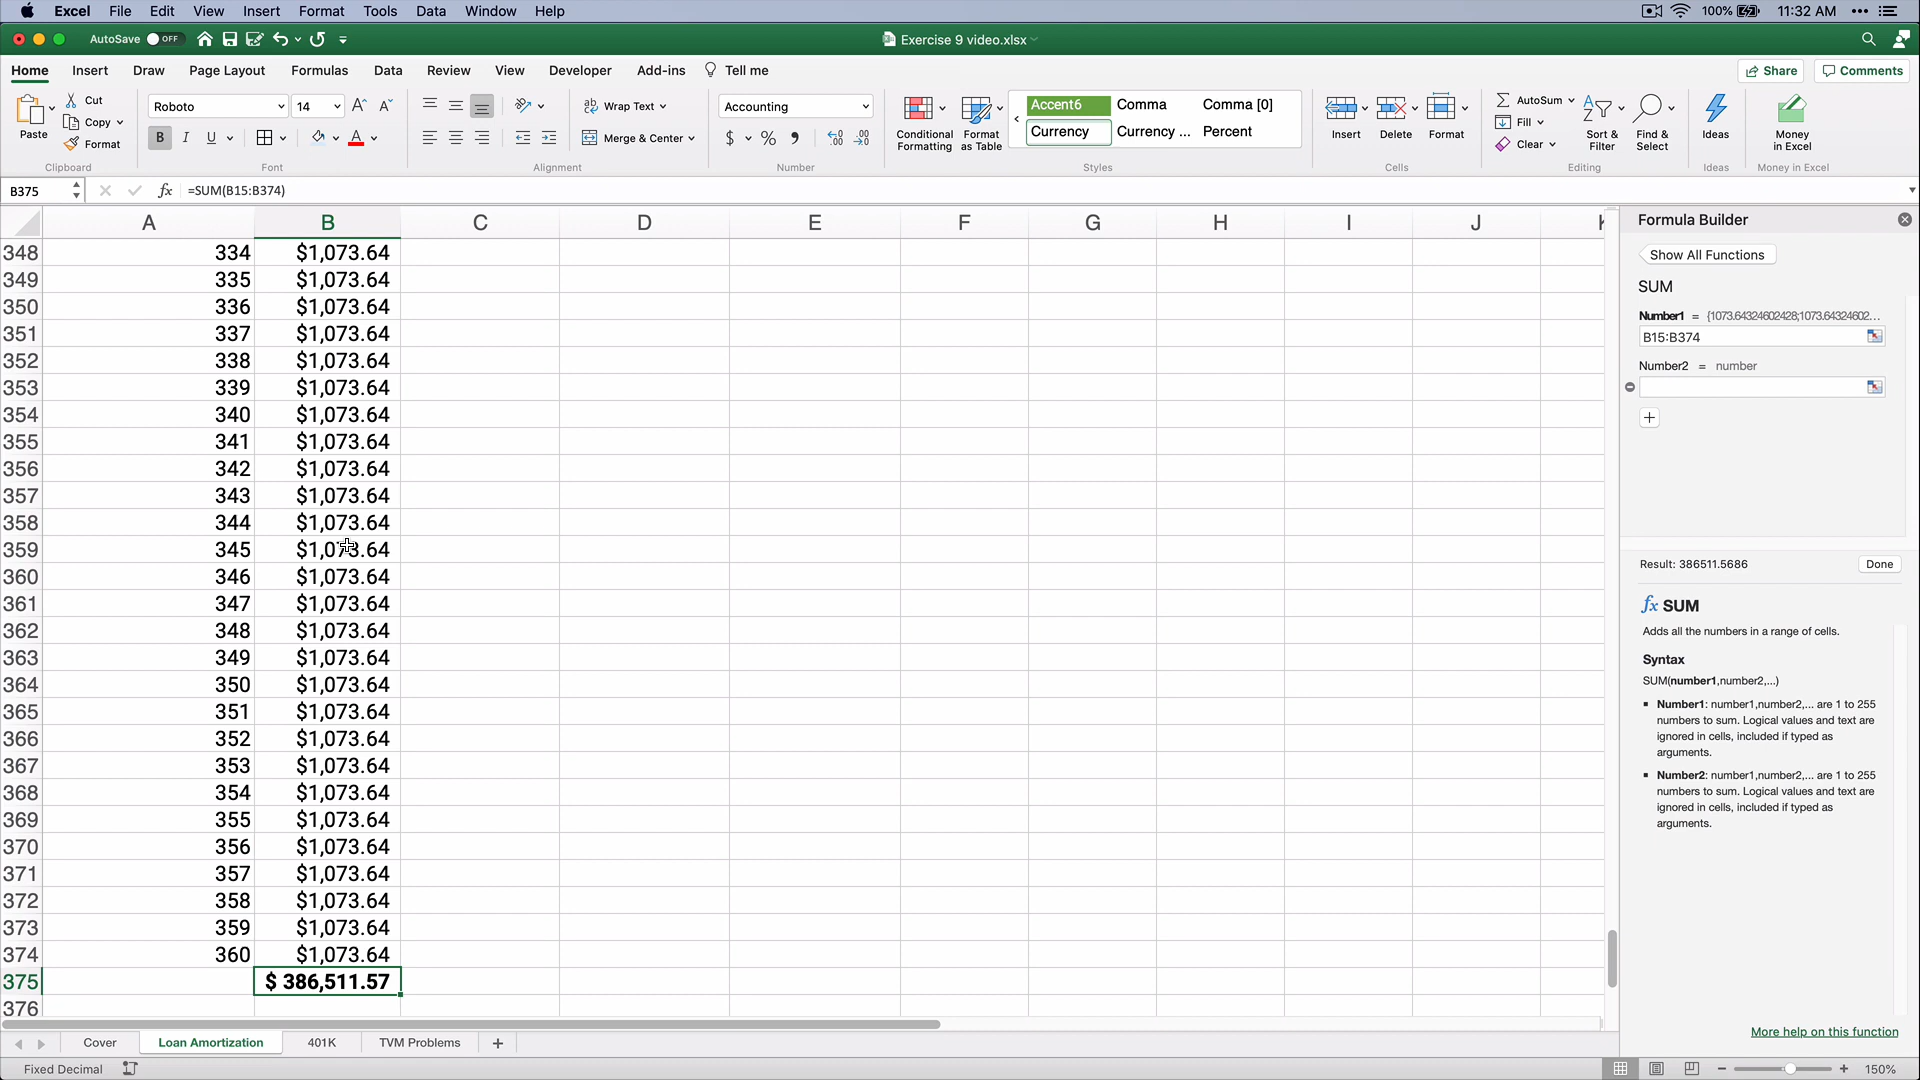 Excel File Edit View Insert Format Tools Data Window Help 100% 11:32 AM
AutoSave OFF Exercise 9 video.xlsx
Home Insert Draw Page Layout Formulas Data Review View Developer Add-ins Tell me Share Comments
Paste Cut Copy Format
Roboto 14
B I U A
Wrap Text
Merge & Center
Accounting
$ % 9
Conditional Formatting
Format as Table
Accent6 Comma Comma [0]
Currency Currency ... Percent
Insert Delete Format
AutoSum
Fill
Clear
Sort & Filter
Find & Select
Ideas
Money in Excel
Clipboard Font Alignment Number Styles Cells Editing Ideas Money in Excel
B375 fx =SUM(B15:B374)
A B C D E F G H I J
348 334 $1,073.64
349 335 $1,073.64
350 336 $1,073.64
351 337 $1,073.64
352 338 $1,073.64
353 339 $1,073.64
354 340 $1,073.64
355 341 $1,073.64
356 342 $1,073.64
357 343 $1,073.64
358 344 $1,073.64
359 345 $1,073.64
360 346 $1,073.64
361 347 $1,073.64
362 348 $1,073.64
363 349 $1,073.64
364 350 $1,073.64
365 351 $1,073.64
366 352 $1,073.64
367 353 $1,073.64
368 354 $1,073.64
369 355 $1,073.64
370 356 $1,073.64
371 357 $1,073.64
372 358 $1,073.64
373 359 $1,073.64
374 360 $1,073.64
375 $ 386,511.57
376
Formula Builder
Show All Functions
SUM
Number1 = {1073.64324602428;1073.64324602...
B15:B374
Number2 = number
Result: 386511.5686 Done
fx SUM
Adds all the numbers in a range of cells.
Syntax
SUM(number1,number2,...)
Number1: number1,number2,... are 1 to 255
numbers to sum. Logical values and text are
ignored in cells, included if typed as
arguments.
Number2: number1,number2,... are 1 to 255
numbers to sum. Logical values and text are
ignored in cells, included if typed as
arguments.
More help on this function
Cover Loan Amortization 401K TVM Problems
Fixed Decimal 150%